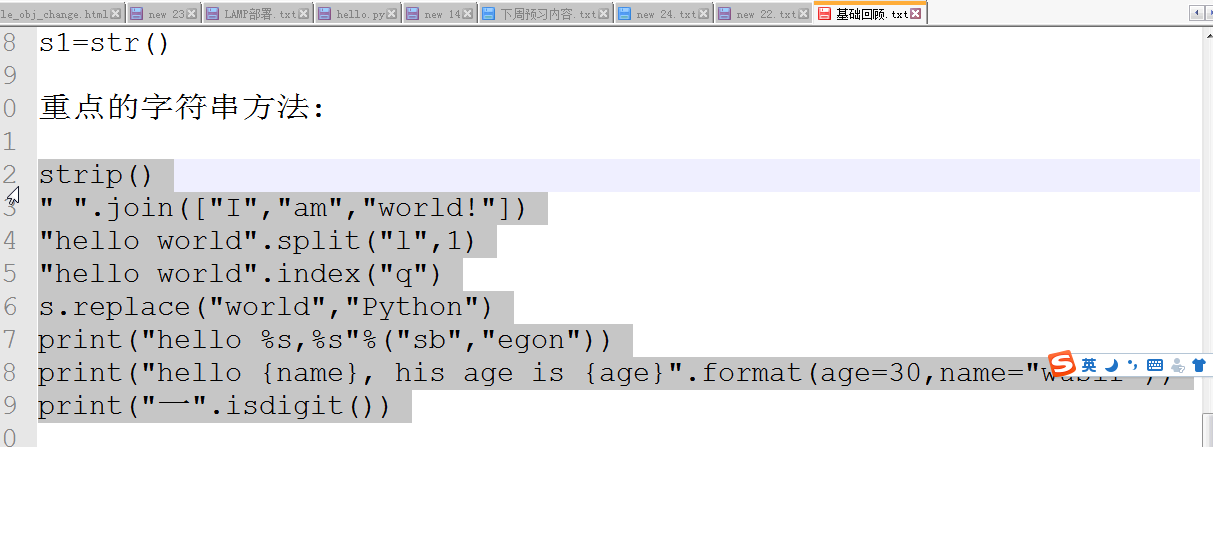 le_obj_change.html new 23 LAMP部署.txt hello.py new 14 下周预习内容.txt new 24.txt new 22.txt 基础回顾.txt
8 s1=str()
9
0 重点的字符串方法:
1
2 strip()
3 " ".join(["I","am","world!"])
4 "hello world".split("l",1)
5 "hello world".index("q")
6 s.replace("world","Python")
7 print("hello %s,%s"%("sb","egon"))
8 print("hello {name}, his age is {age}".format(age=30,name="
英
9 print("一".isdigit())
0